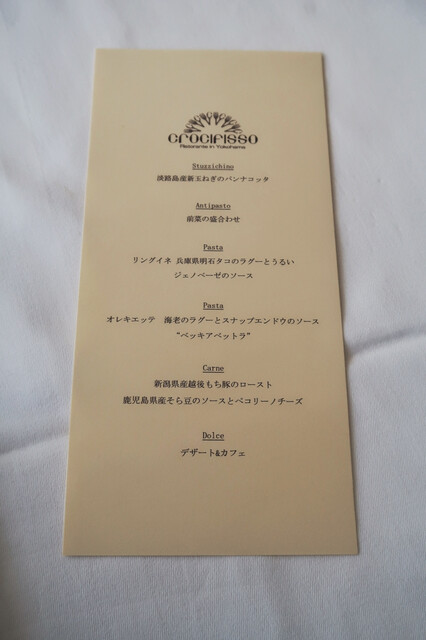 crocifisso
Ristorante in Yokohama
Stuzzichino
淡路島産新玉ねぎのパンナコッタ
Antipasto
前菜の盛合わせ
Pasta
リングイネ 兵庫県明石タコのラグーとうるい
ジェノベーゼのソース
Pasta
オレキエッテ 海老のラグーとスナップエンドウのソース
"ベッキアベットラ"
Carne
新潟県産越後もち豚のロースト
鹿児島県産そら豆のソースとペコリーノチーズ
Dolce
デザート&カフェ